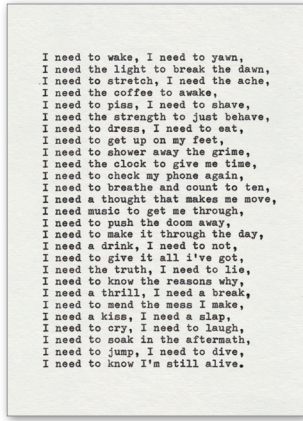 I need to wake, I need to yawn,
I need the light to break the dawn,
I need to stretch, I need the ache,
I need the coffee to awake,
I need to piss, I need to shave,
I need the strength to just behave,
I need to dress, I need to eat,
I need to get up on my feet,
I need to shower away the grime,
I need the clock to give me time,
I need to check my phone again,
I need to breathe and count to ten,
I need a thought that makes me move,
I need music to get me through,
I need to push the doom away,
I need to make it through the day,
I need a drink, I need to not,
I need to give it all i've got,
I need the truth, I need to lie,
I need to know the reasons why,
I need a thrill, I need a break,
I need to mend the mess I make,
I need a kiss, I need a slap,
I need to cry, I need to laugh,
I need to soak in the aftermath,
I need to jump, I need to dive,
I need to know I'm still alive.